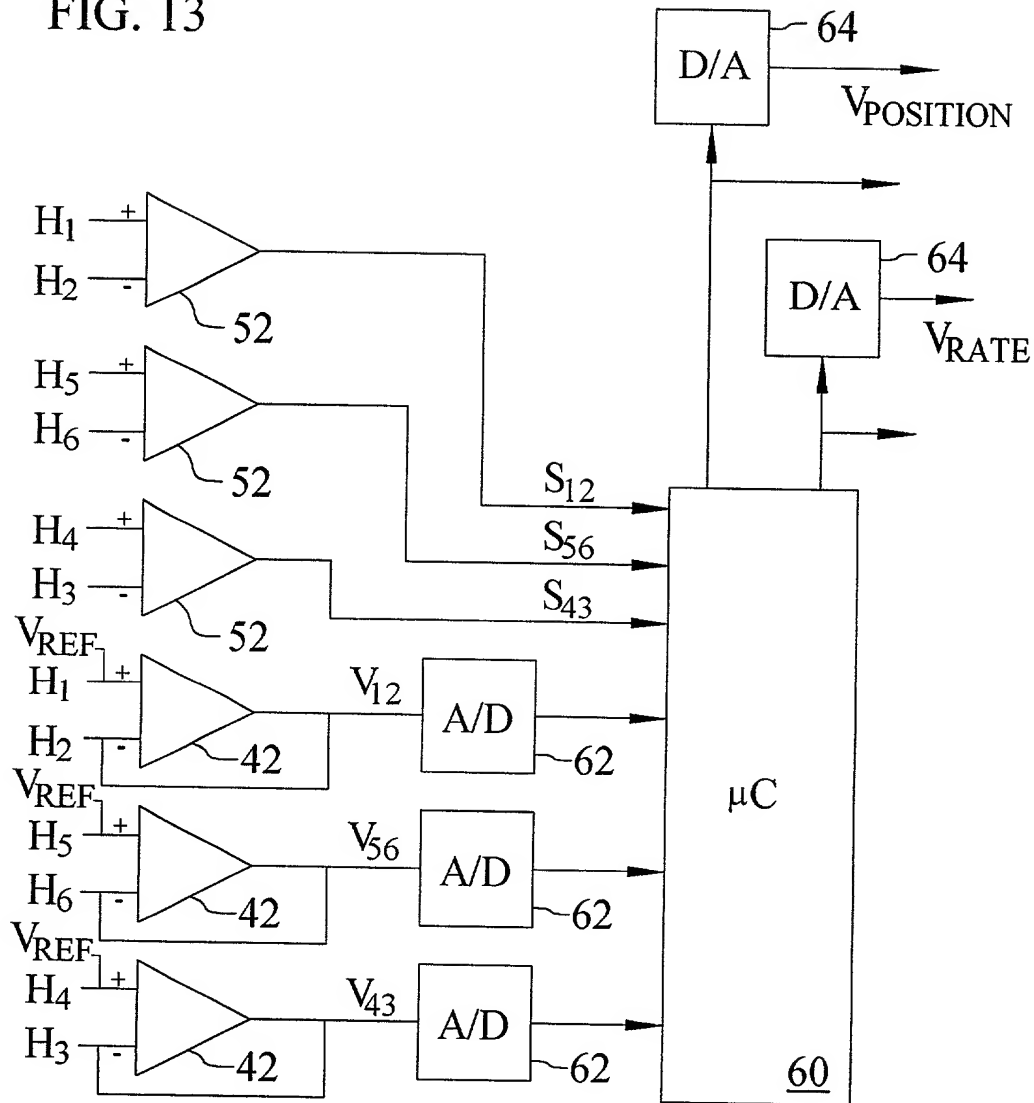 FIG. 13
64
D/A
VPOSITION
64
D/A
VRATE
H1 +
H2 -
52
H5 +
H6 -
52
H4 +
H3 -
52
S12
S56
S43
VREF
H1 +
H2 -
42
V12
A/D
62
VREF
H5 +
H6 -
42
V56
A/D
62
VREF
H4 +
H3 -
42
V43
A/D
62
μC
60